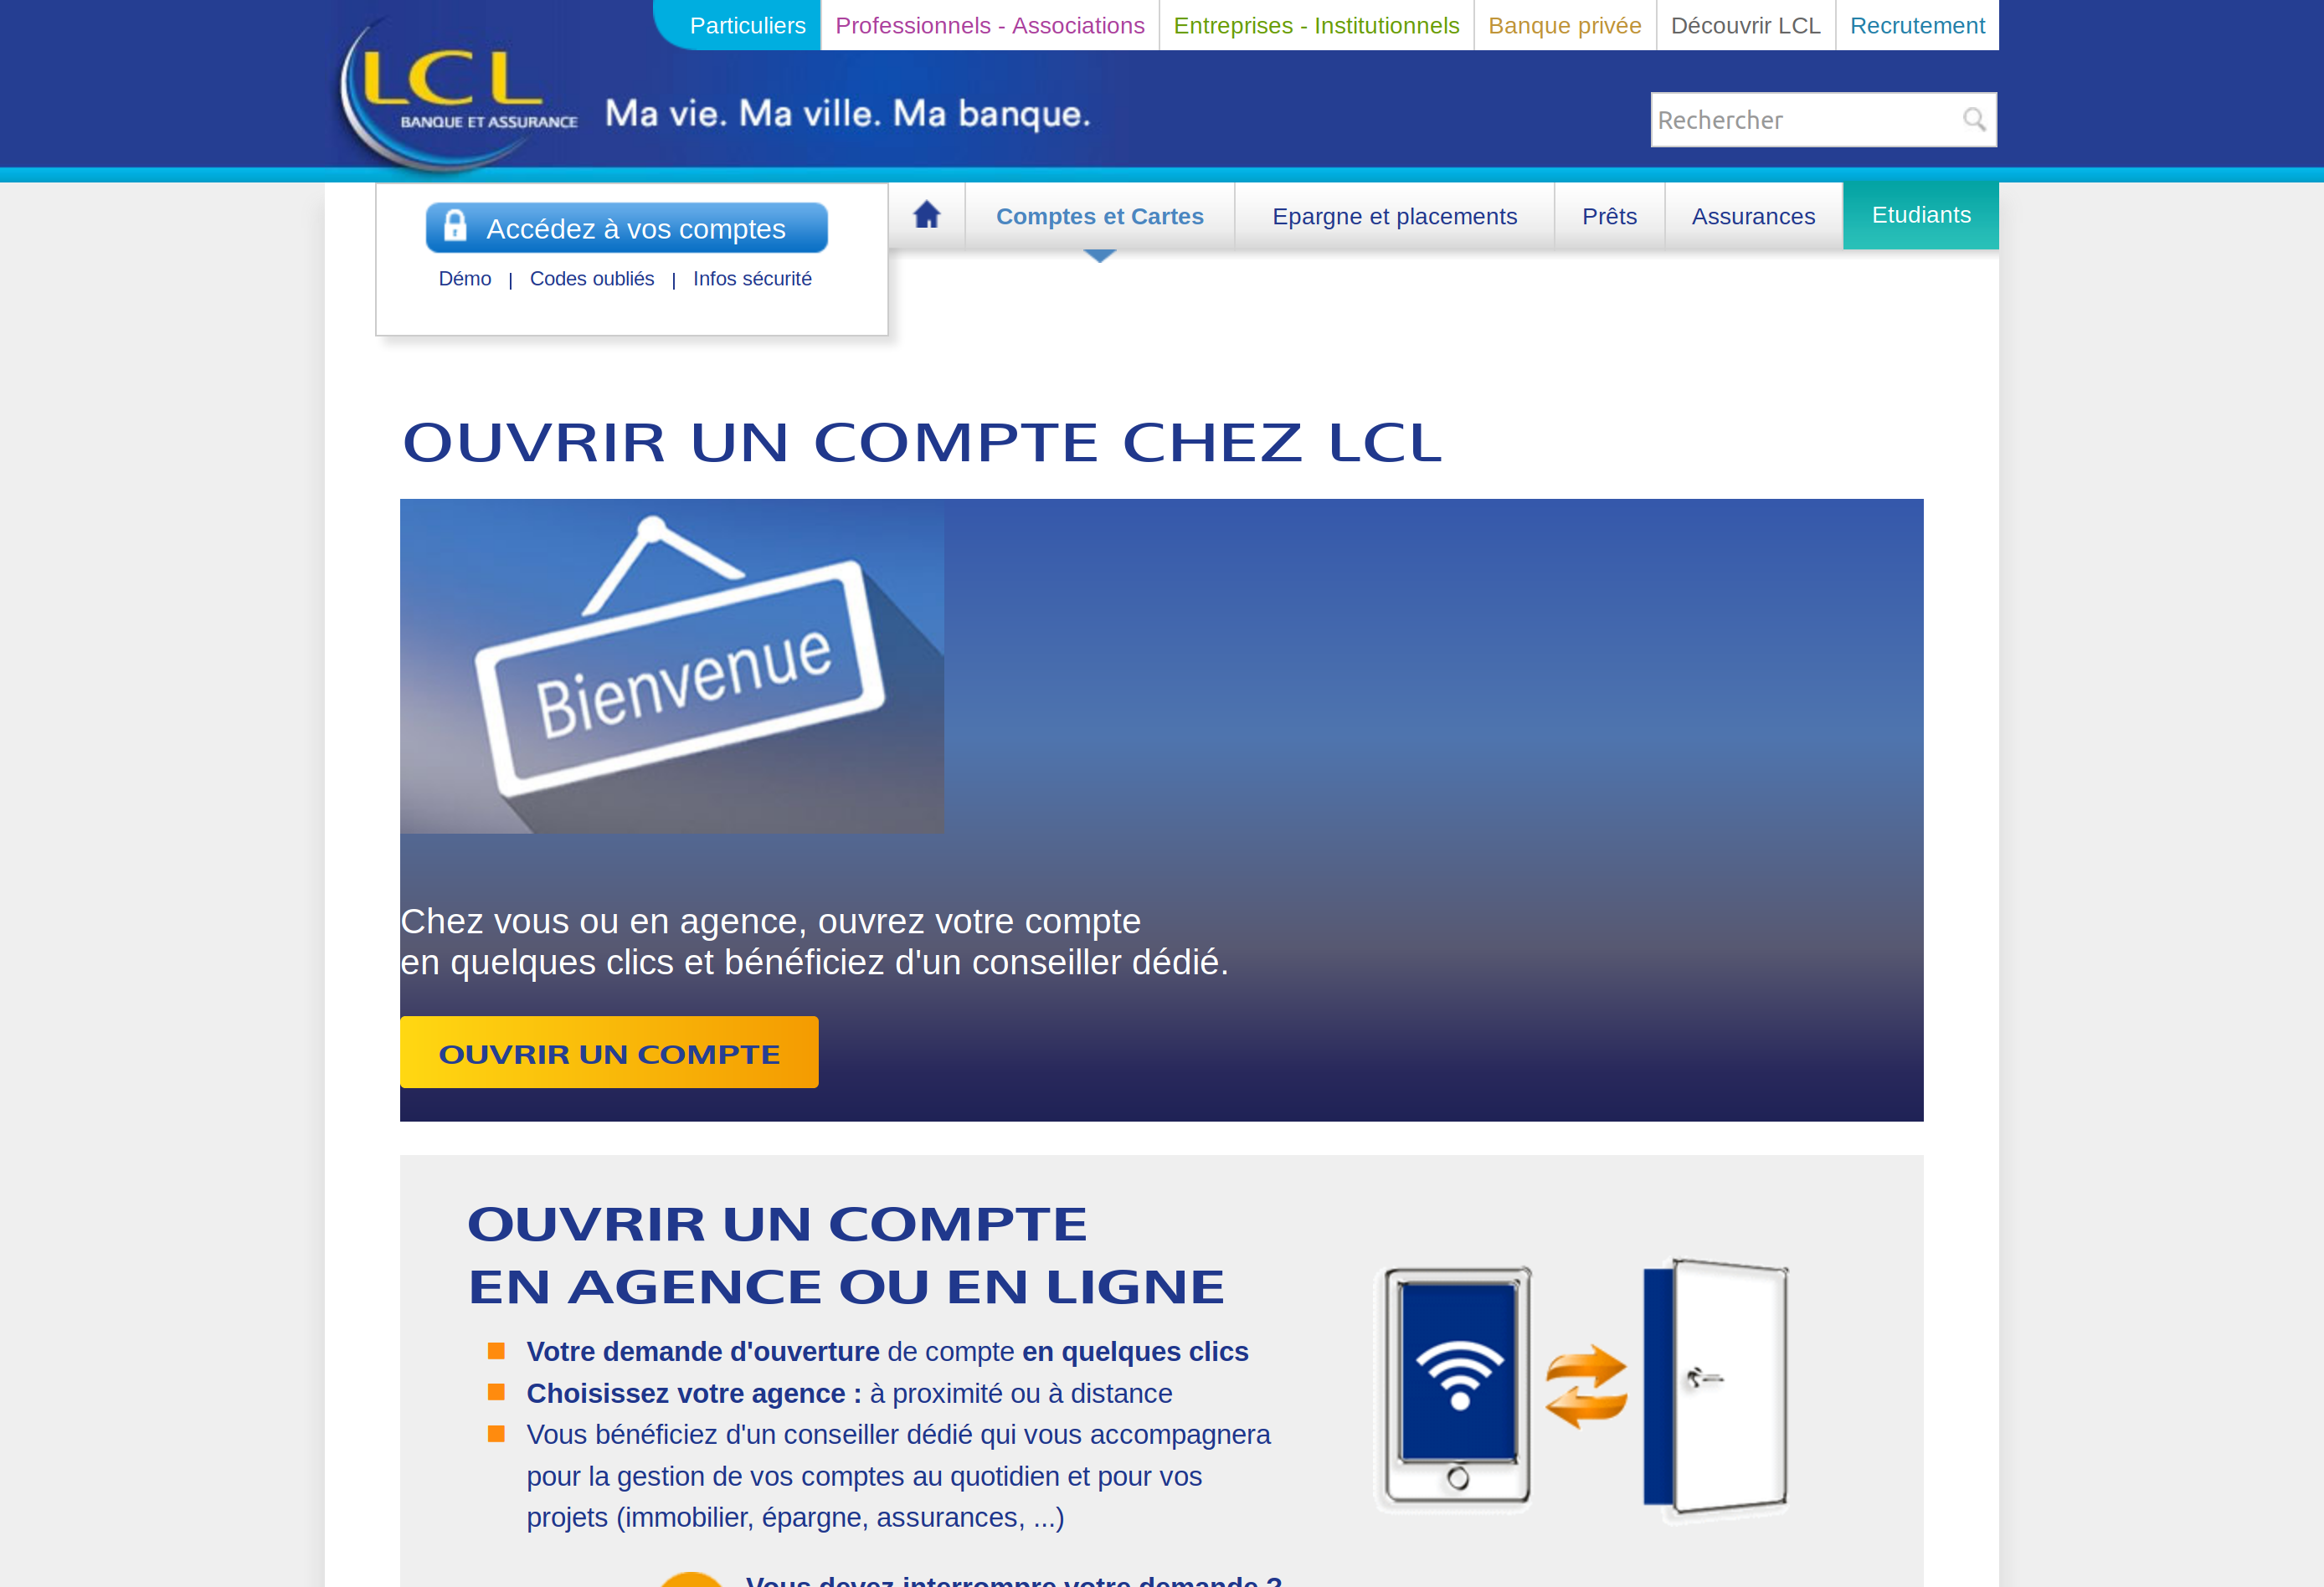 Particuliers
Professionnels - Associations
Entreprises - Institutionnels
Banque privée
Découvrir LCL
Recrutement
LCL
BANQUE ET ASSURANCE
Ma vie. Ma ville. Ma banque.
Rechercher
Accédez à vos comptes
Démo | Codes oubliés | Infos sécurité
Comptes et Cartes
Epargne et placements
Prêts
Assurances
Etudiants
OUVRIR UN COMPTE CHEZ LCL
Bienvenue
Chez vous ou en agence, ouvrez votre compte
en quelques clics et bénéficiez d'un conseiller dédié.
OUVRIR UN COMPTE
OUVRIR UN COMPTE
EN AGENCE OU EN LIGNE
Votre demande d'ouverture de compte en quelques clics
Choisissez votre agence : à proximité ou à distance
Vous bénéficiez d'un conseiller dédié qui vous accompagnera
pour la gestion de vos comptes au quotidien et pour vos
projets (immobilier, épargne, assurances, ...)
Vous devez interrompre votre demande ?